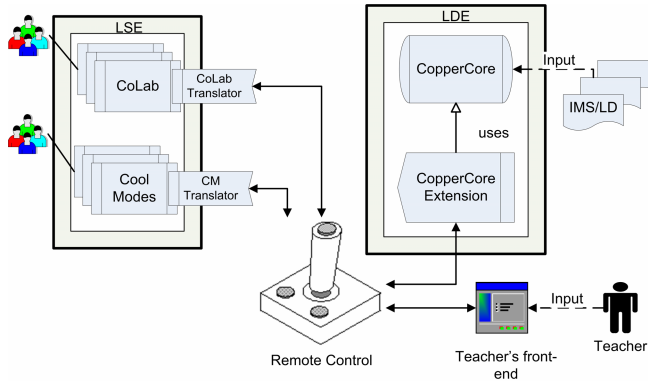 LSE
CoLab
CoLab
Translator
Cool
Modes
CM
Translator
LDE
CopperCore
Input
IMS/LD
uses
CopperCore
Extension
Remote Control
Teacher's front-
end
Input
Teacher